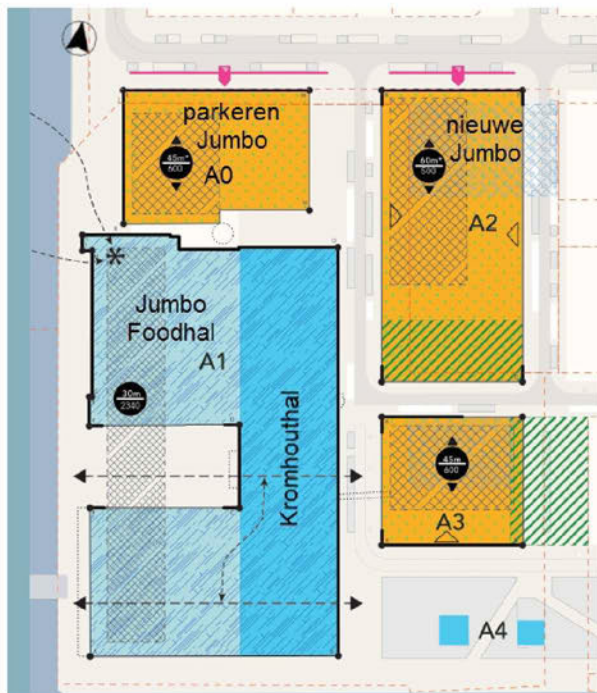 parkeren
Jumbo
45m*
600
A0
nieuwe
Jumbo
60m*
500
A2
Jumbo
Foodhal
A1
30m
2340
Kromhouthal
45m
600
A3
A4